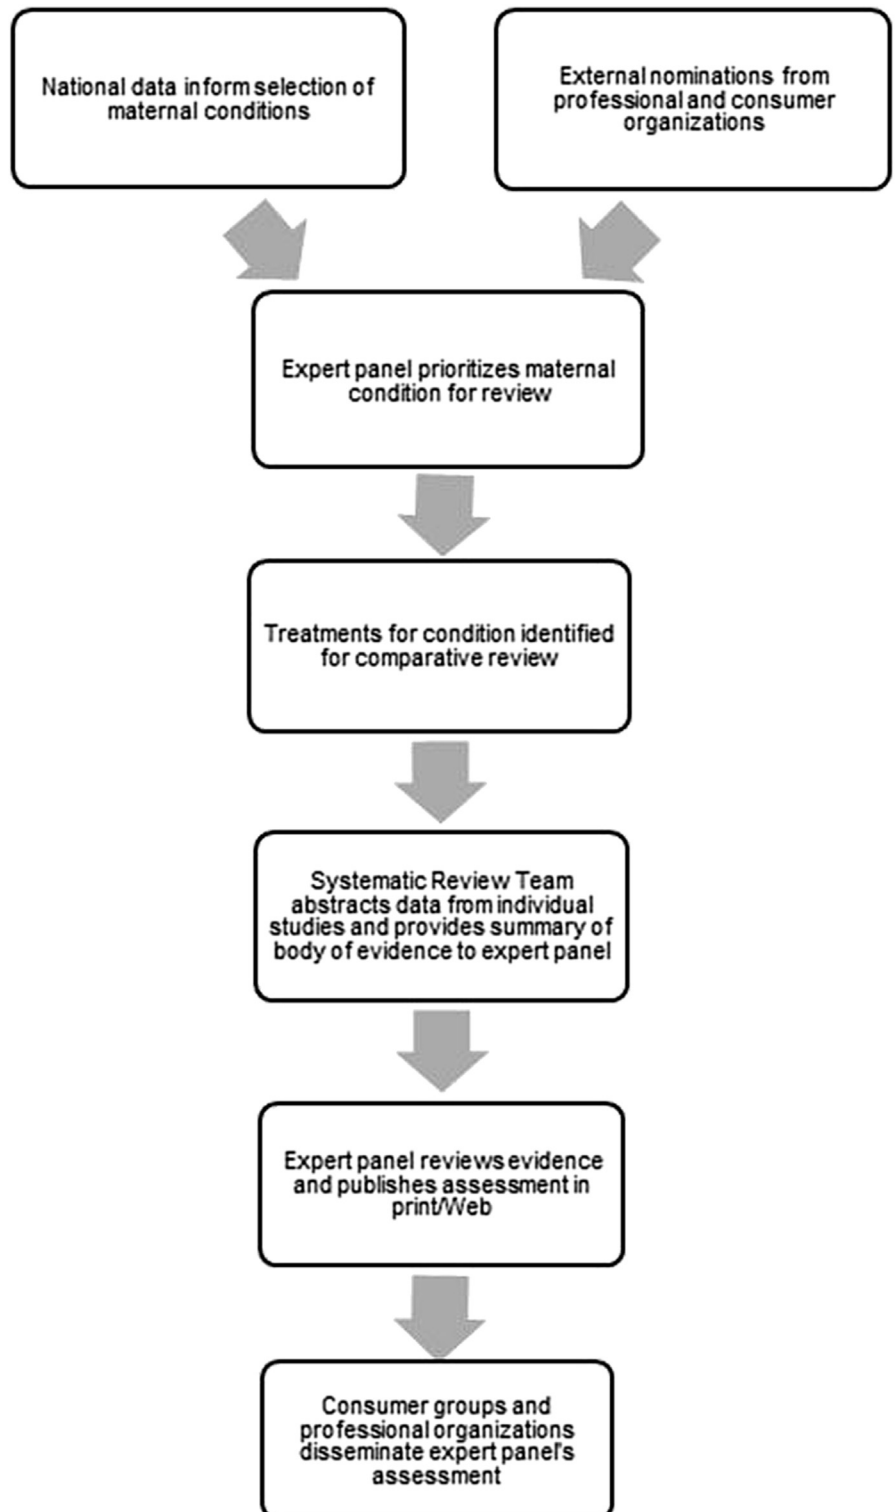 National data inform selection of
maternal conditions
External nominations from
professional and consumer
organizations
Expert panel prioritizes maternal
condition for review
Treatments for condition identified
for comparative review
Systematic Review Team
abstracts data from individual
studies and provides summary of
body of evidence to expert panel
Expert panel reviews evidence
and publishes assessment in
print/Web
Consumer groups and
professional organizations
disseminate expert panel's
assessment